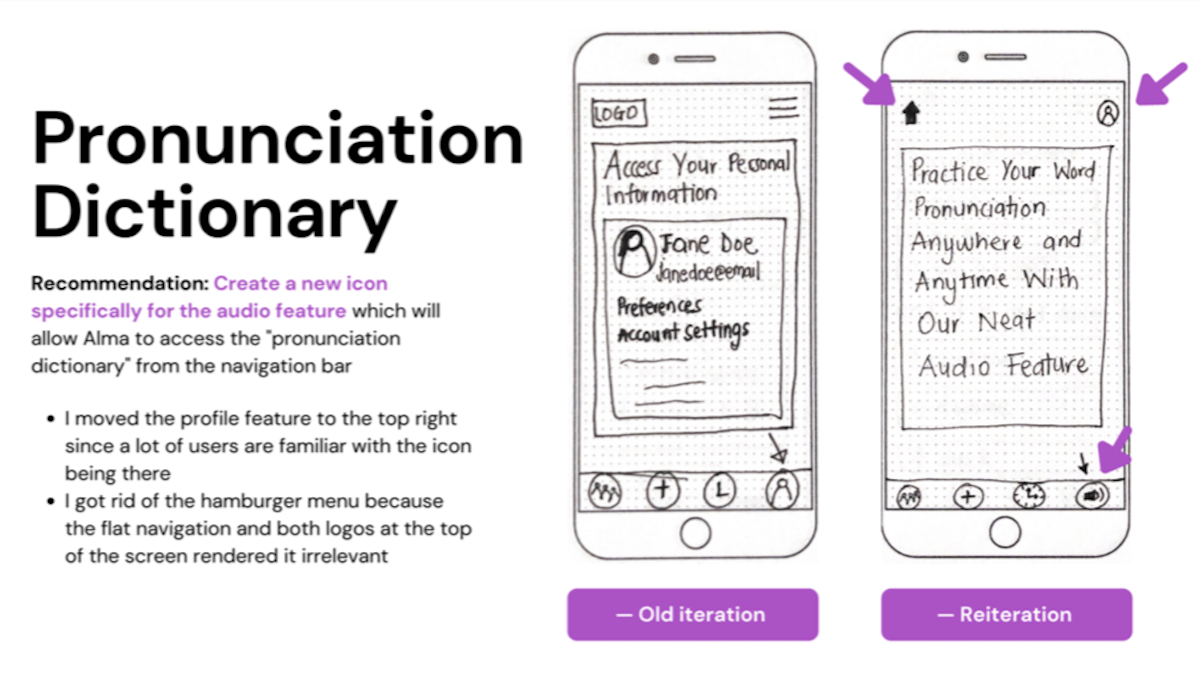 Pronunciation
Dictionary
Recommendation: Create a new icon
specifically for the audio feature which will
allow Alma to access the "pronunciation
dictionary" from the navigation bar
• I moved the profile feature to the top right
since a lot of users are familiar with the icon
being there
• I got rid of the hamburger menu because
the flat navigation and both logos at the top
of the screen rendered it irrelevant
LOGO
Access Your Personal
Information
Jane Doe
janedoe@email
Preferences
Account Settings
L
— Old iteration
Practice Your Word
Pronunciation
Anywhere and
Anytime With
Our Neat
Audio Feature
— Reiteration